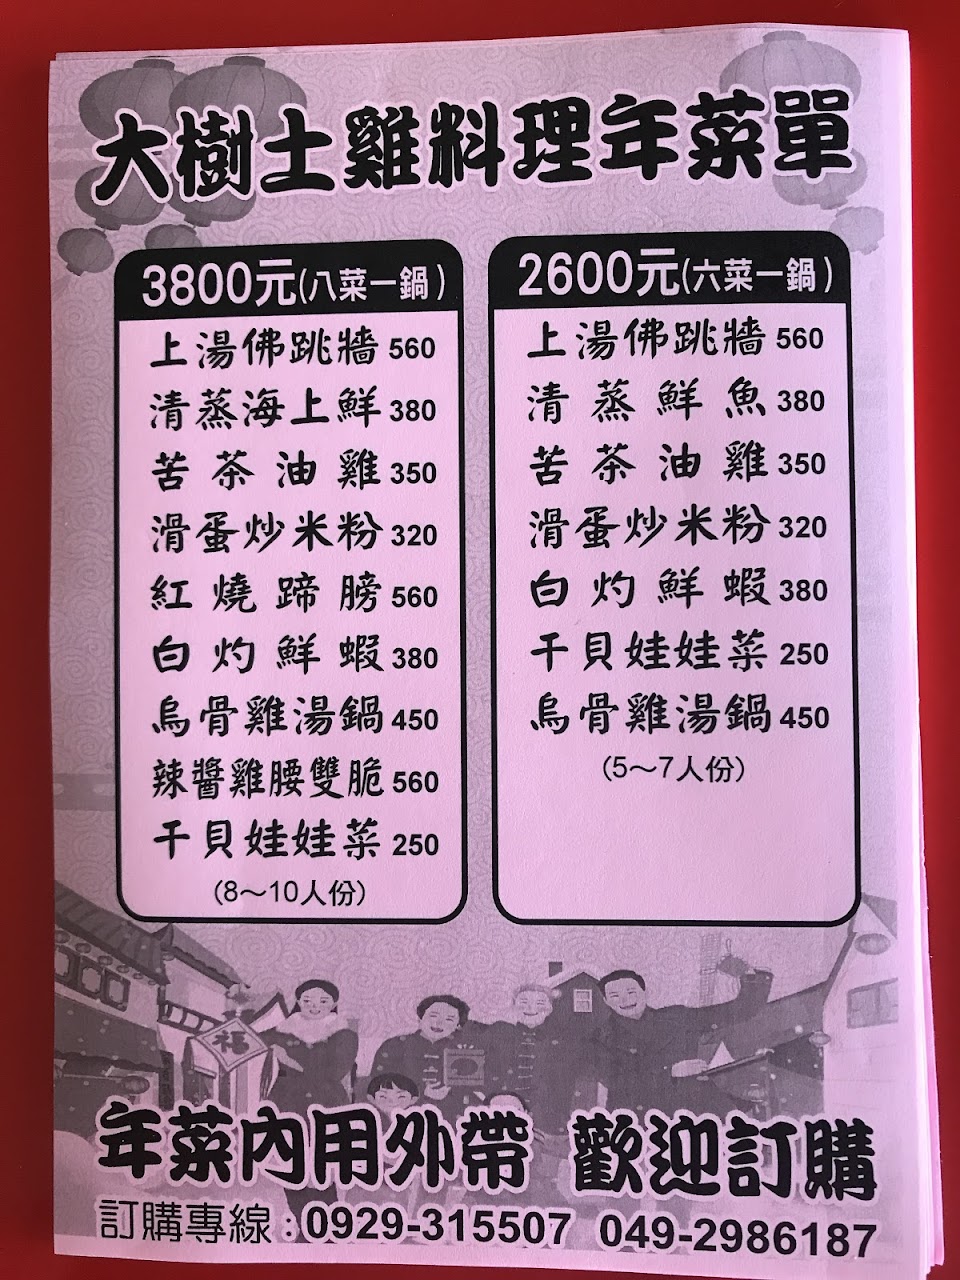 大樹土雞料理年菜單
3800元(八菜一鍋)
上湯佛跳牆 560
清蒸海上鮮 380
苦茶油雞 350
滑蛋炒米粉 320
紅燒蹄膀 560
白灼鮮蝦 380
烏骨雞湯鍋 450
辣醬雞腰雙脆 560
干貝娃娃菜 250
(8～10人份)
2600元(六菜一鍋)
上湯佛跳牆 560
清蒸鮮魚 380
苦茶油雞 350
滑蛋炒米粉 320
白灼鮮蝦 380
干貝娃娃菜 250
烏骨雞湯鍋 450
(5～7人份)
福
年菜內用外帶 歡迎訂購
訂購專線：0929-315507 049-2986187